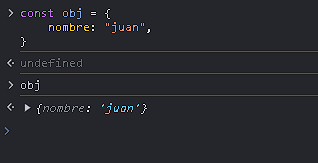 const obj = {
nombre: "juan",
}
undefined
obj
{nombre: 'juan'}